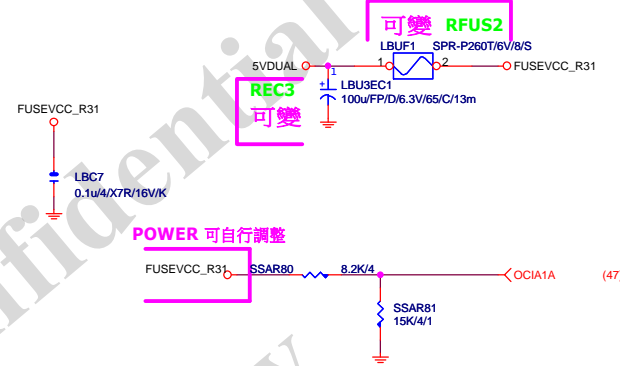 可變 RFUS2
LBUF1 SPR-P260T/6V/8/S
5VDUAL 1 2 FUSEVCC_R31
REC3
可變
+ 1
LBU3EC1
100u/FP/D/6.3V/65/C/13m
FUSEVCC_R31
LBC7
0.1u/4/X7R/16V/K
POWER 可自行調整
FUSEVCC_R31 SSAR80 8.2K/4 OCIA1A (47)
SSAR81
15K/4/1
nfidential